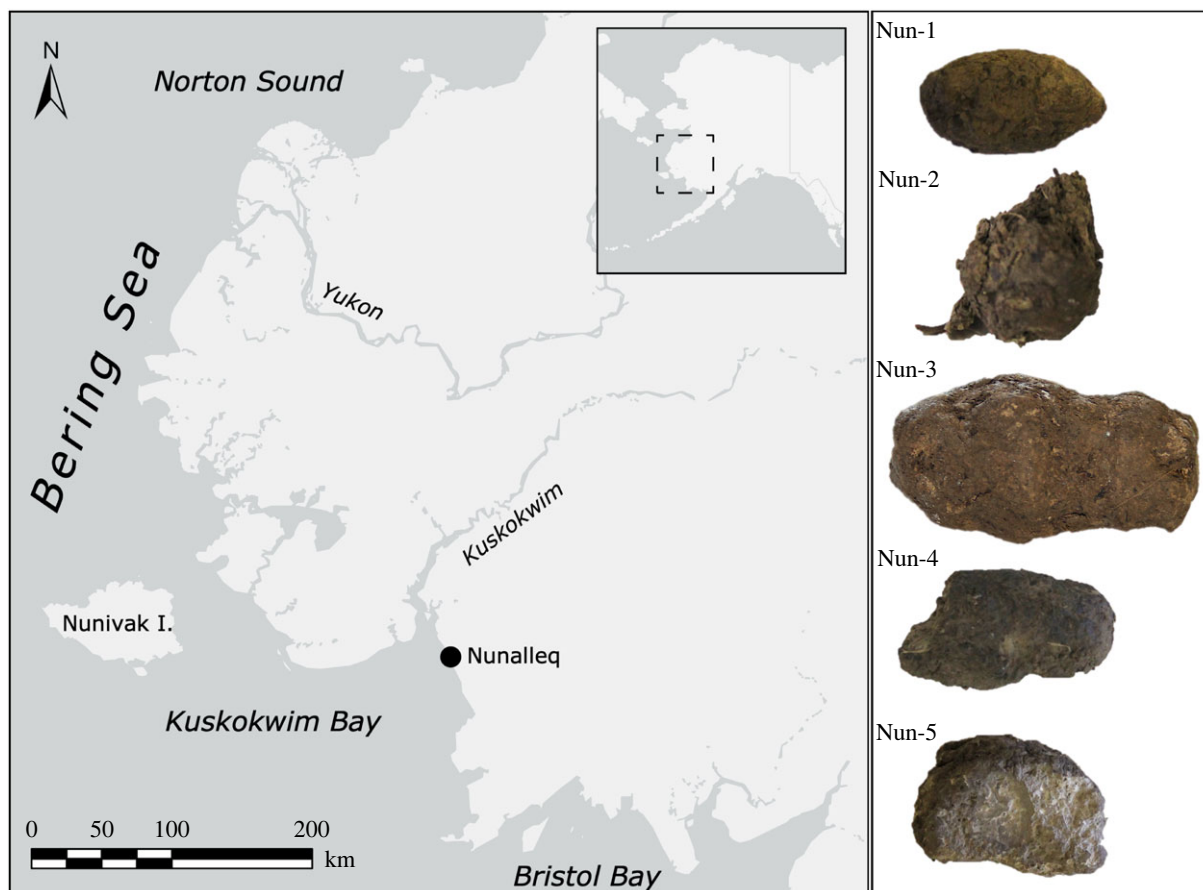 N
Norton Sound
Bering Sea
Yukon
Kuskokwim
Nunivak I.
Nunalleq
Kuskokwim Bay
0 50 100 200
km
Bristol Bay
Nun-1
Nun-2
Nun-3
Nun-4
Nun-5